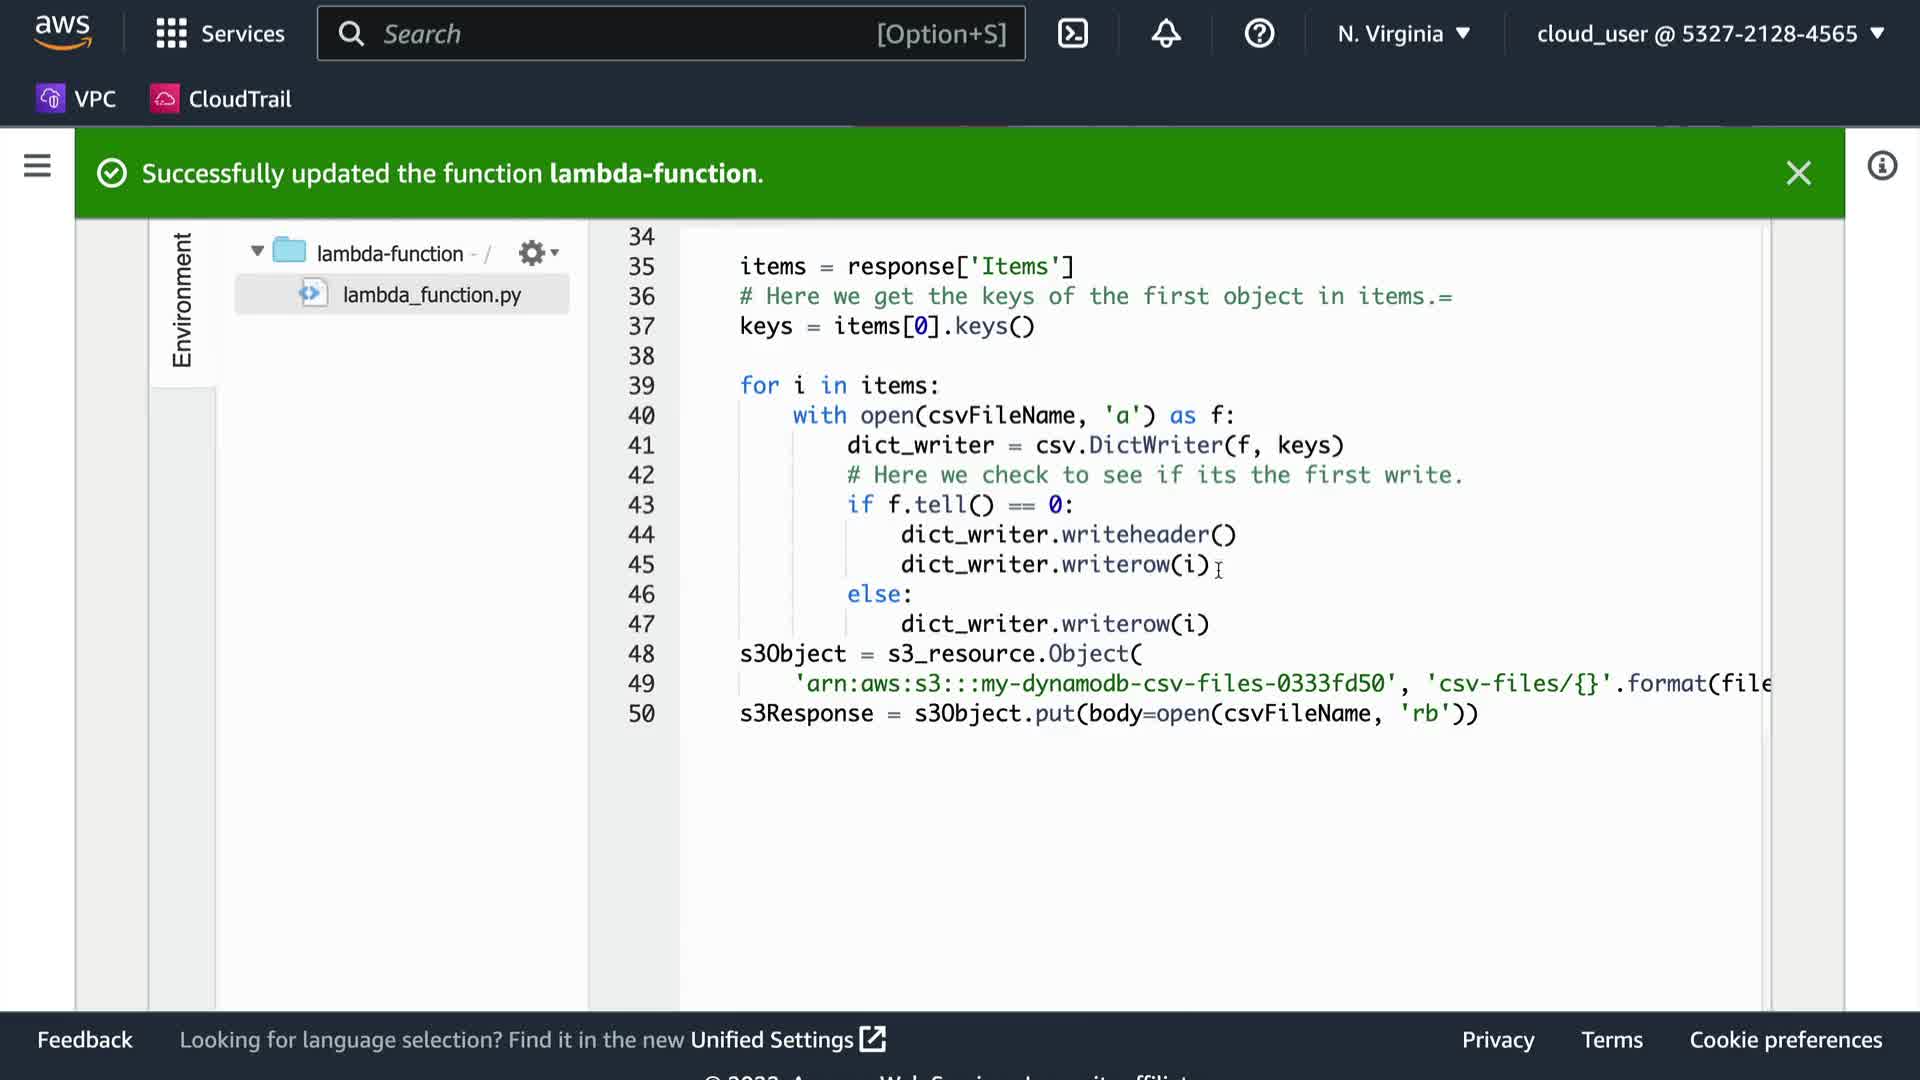 aws
Services
Search
[Option+S]
N. Virginia
cloud_user @ 5327-2128-4565
VPC
CloudTrail
Successfully updated the function lambda-function.
Environment
lambda-function - /
lambda_function.py
34
35 items = response['Items']
36 # Here we get the keys of the first object in items.=
37 keys = items[0].keys()
38
39 for i in items:
40 with open(csvFileName, 'a') as f:
41 dict_writer = csv.DictWriter(f, keys)
42 # Here we check to see if its the first write.
43 if f.tell() == 0:
44 dict_writer.writeheader()
45 dict_writer.writerow(i)
46 else:
47 dict_writer.writerow(i)
48 s3Object = s3_resource.Object(
49 'arn:aws:s3:::my-dynamodb-csv-files-0333fd50', 'csv-files/{}'.format(file
50 s3Response = s3Object.put(body=open(csvFileName, 'rb'))
Feedback
Looking for language selection? Find it in the new Unified Settings
Privacy
Terms
Cookie preferences